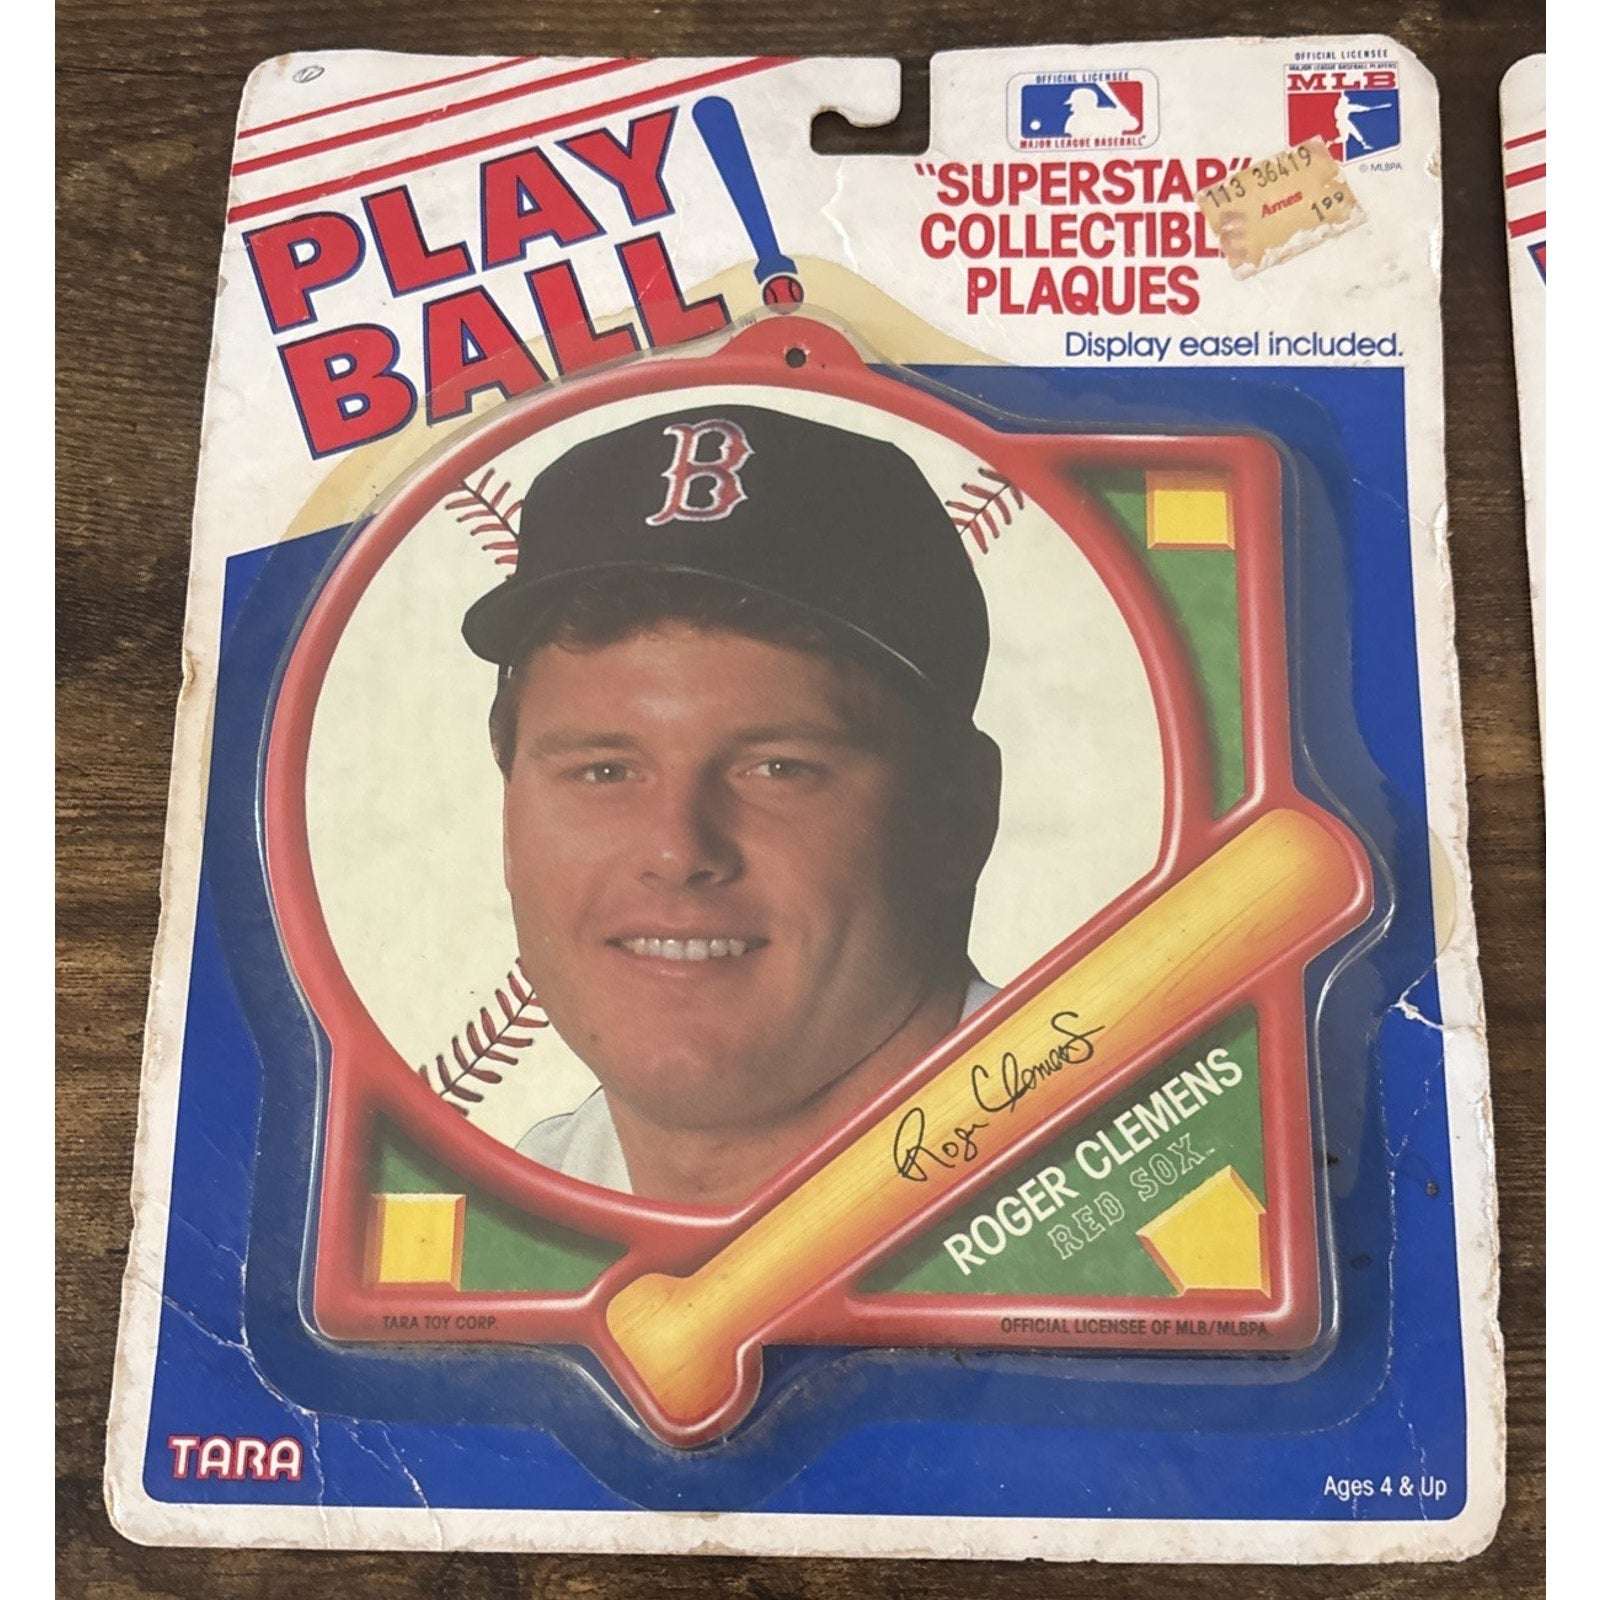 PLAY
BALL!
TM
OFFICIAL LICENSEE
MAJOR LEAGUE BASEBALL
OFFICIAL LICENSEE
MAJOR LEAGUE BASEBALL PLAYERS
MLB
© MLBPA
"SUPERSTAR"
COLLECTIBLE
PLAQUES
113 36419
Ames 1.99
Display easel included.
B
Roger Clemens
ROGER CLEMENS
RED SOX
TARA TOY CORP.
OFFICIAL LICENSEE OF MLB/MLBPA
TARA
Ages 4 & Up